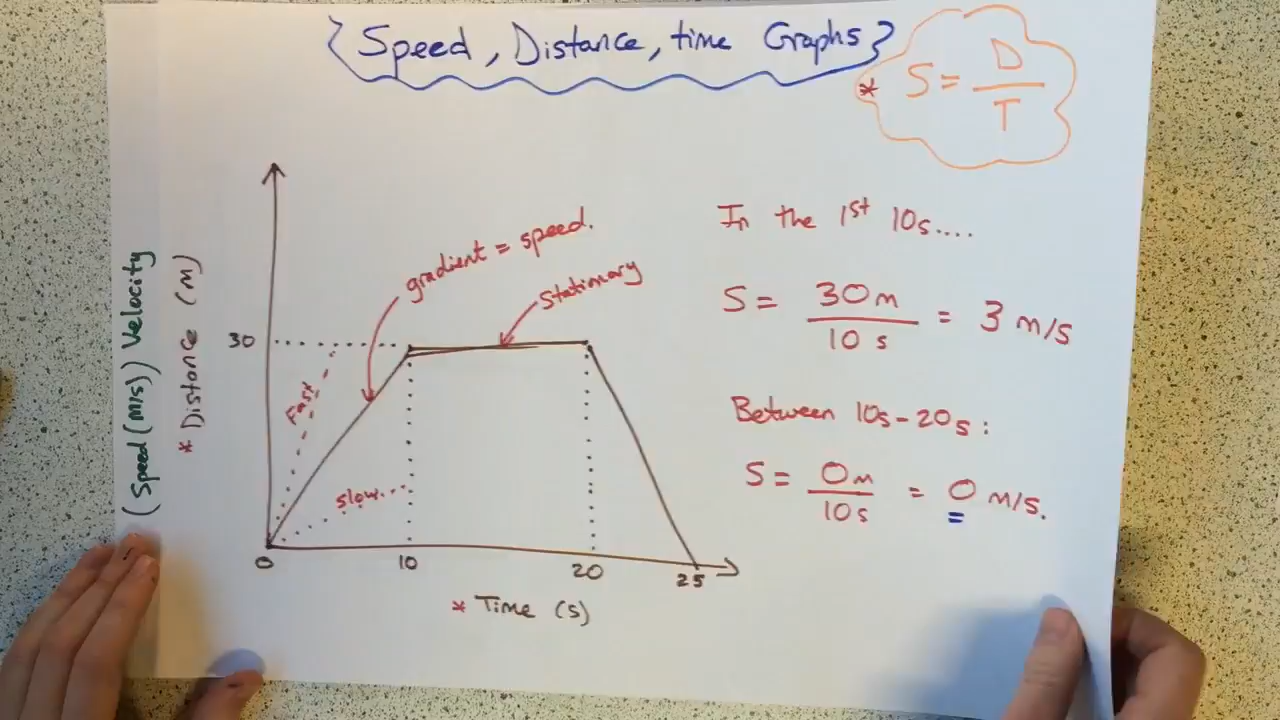 {Speed, Distance, time Graphs}
* S = D/T
(Speed (m/s)) Velocity
* Distance (m)
gradient = speed.
Stationary
30
Fast
slow...
0
10
20
25
* Time (s)
In the 1st 10s....
S = 30m/10 s = 3 m/s
Between 10s-20s:
S = 0m/10s = 0 m/s.